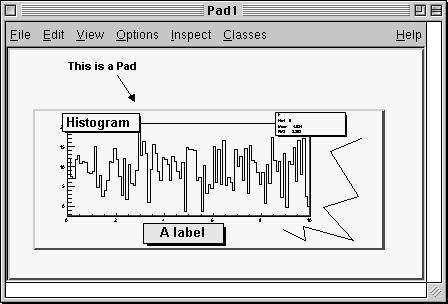 Pad1
File Edit View Options Inspect Classes Help
This is a Pad
Histogram
A label